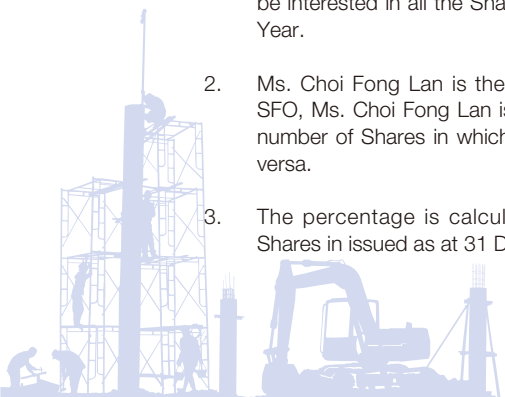 be interested in all the Sha
Year.
2. Ms. Choi Fong Lan is the
SFO, Ms. Choi Fong Lan is
number of Shares in which
versa.
3. The percentage is calcul
Shares in issued as at 31 D